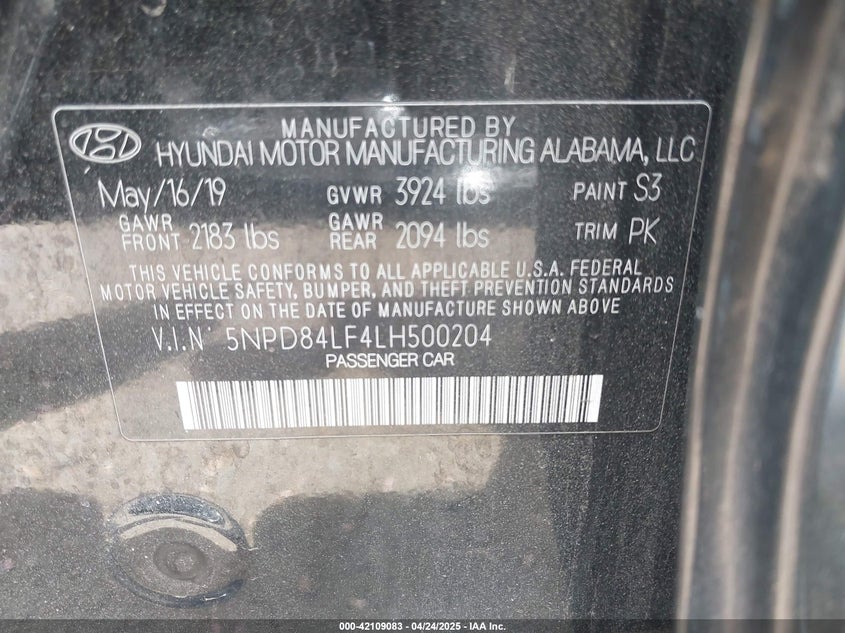 MANUFACTURED BY
HYUNDAI MOTOR MANUFACTURING ALABAMA, LLC
May/16/19 GVWR 3924 lbs PAINT S3
GAWR FRONT 2183 lbs GAWR REAR 2094 lbs TRIM PK
THIS VEHICLE CONFORMS TO ALL APPLICABLE U.S.A. FEDERAL
MOTOR VEHICLE SAFETY, BUMPER, AND THEFT PREVENTION STANDARDS
IN EFFECT ON THE DATE OF MANUFACTURE SHOWN ABOVE
V.I.N: 5NPD84LF4LH500204
PASSENGER CAR
000-42109083 - 04/24/2025 - IAA Inc.